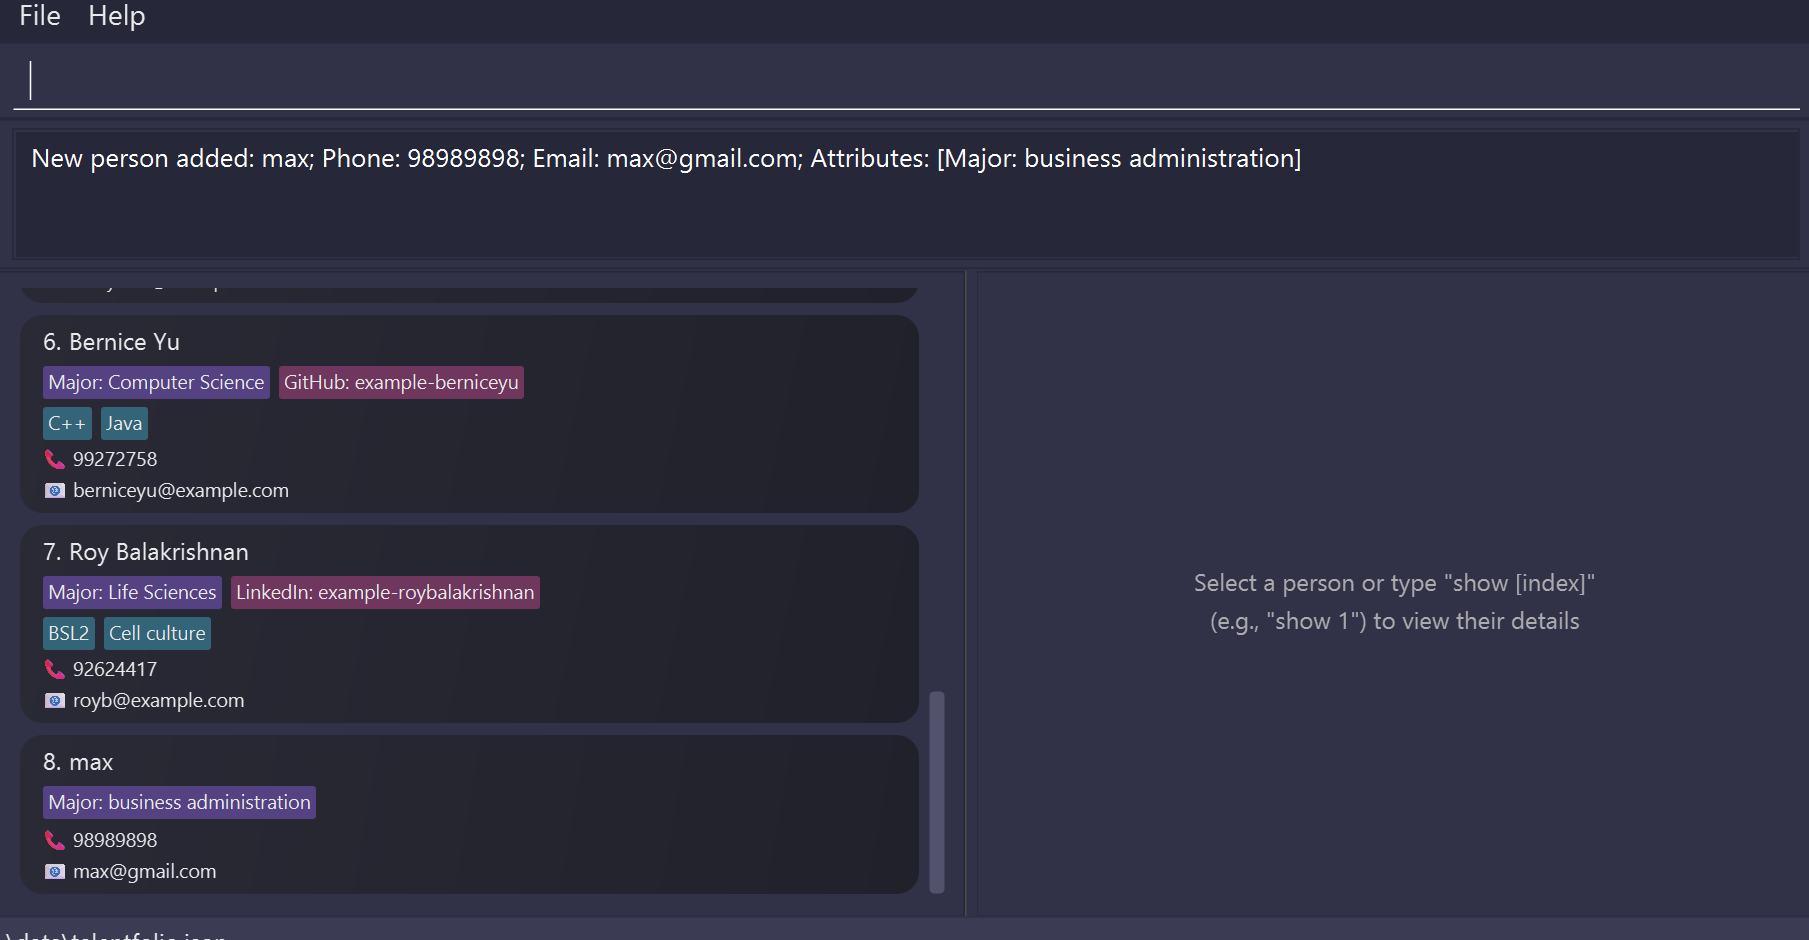 File Help
New person added: max; Phone: 98989898; Email: max@gmail.com; Attributes: [Major: business administration]
6. Bernice Yu
Major: Computer Science GitHub: example-berniceyu
C++ Java
99272758
berniceyu@example.com
7. Roy Balakrishnan
Major: Life Sciences LinkedIn: example-roybalakrishnan
BSL2 Cell culture
92624417
royb@example.com
8. max
Major: business administration
98989898
max@gmail.com
Select a person or type "show [index]"
(e.g., "show 1") to view their details